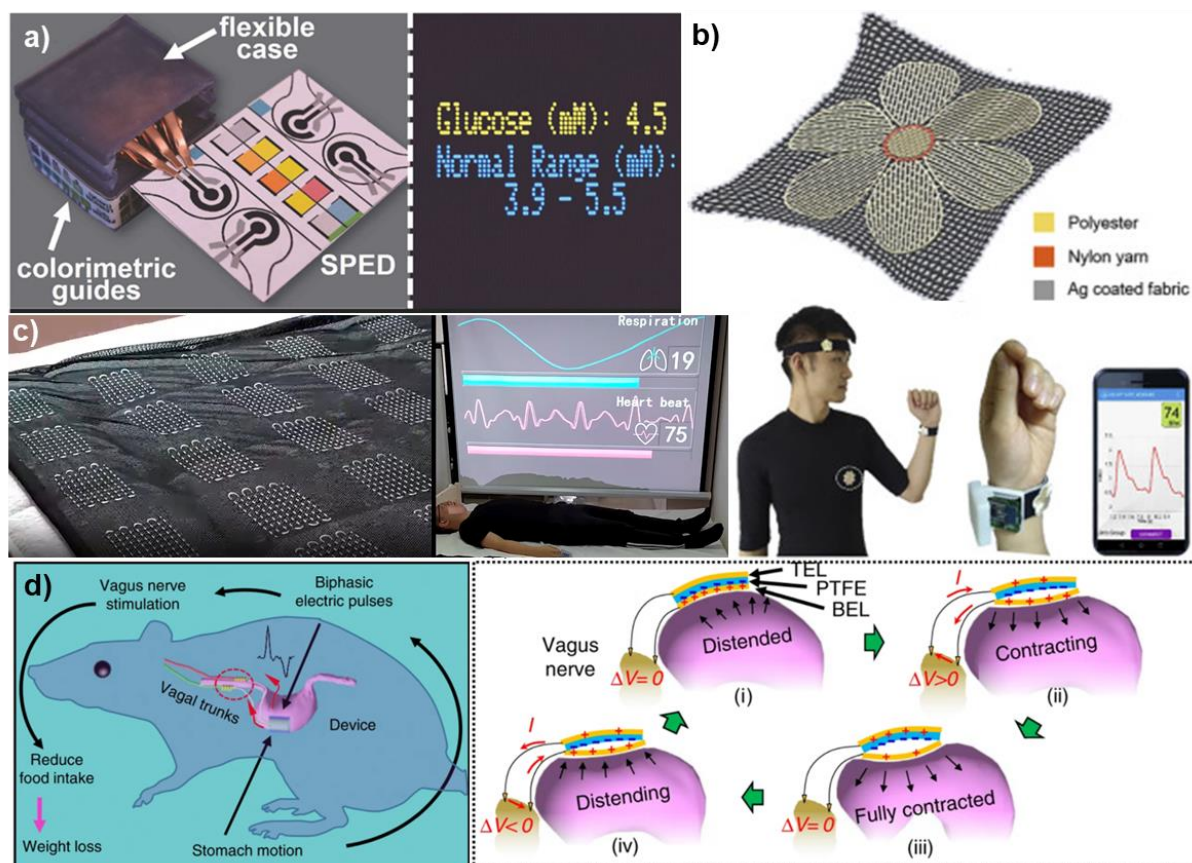 a)
flexible
case
colorimetric
guides
SPED
Glucose (mM): 4.5
Normal Range (mM):
3.9 - 5.5
b)
Polyester
Nylon yarn
Ag coated fabric
c)
Respiration
19
Heart beat
75
74
d)
Vagus nerve
stimulation
Biphasic
electric pulses
Vagal trunks
Device
Reduce
food intake
Weight loss
Stomach motion
TEL
PTFE
BEL
Vagus
nerve
ΔV= 0
Distended
(i)
I
ΔV>0
Contracting
(ii)
I
ΔV< 0
Distending
(iv)
ΔV= 0
Fully contracted
(iii)